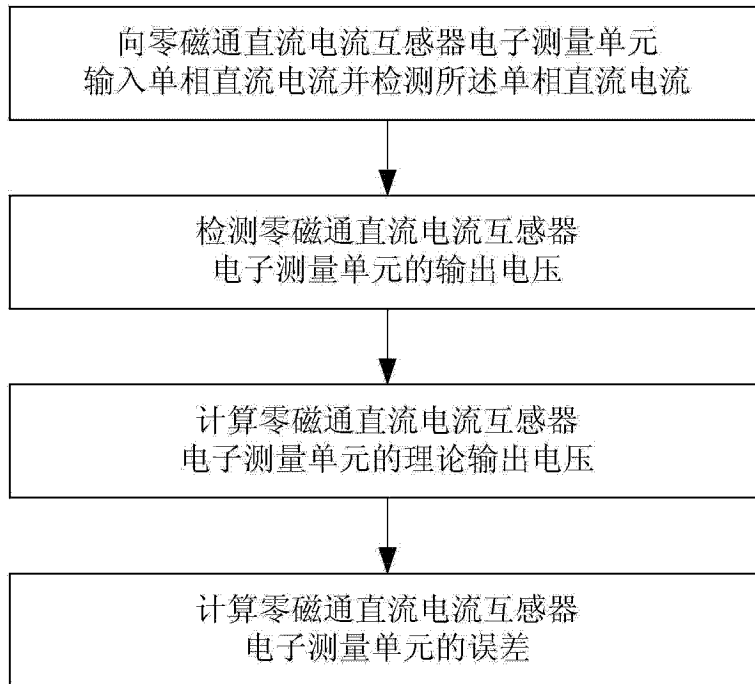 向零磁通直流电流互感器电子测量单元
输入单相直流电流并检测所述单相直流电流
检测零磁通直流电流互感器
电子测量单元的输出电压
计算零磁通直流电流互感器
电子测量单元的理论输出电压
计算零磁通直流电流互感器
电子测量单元的误差